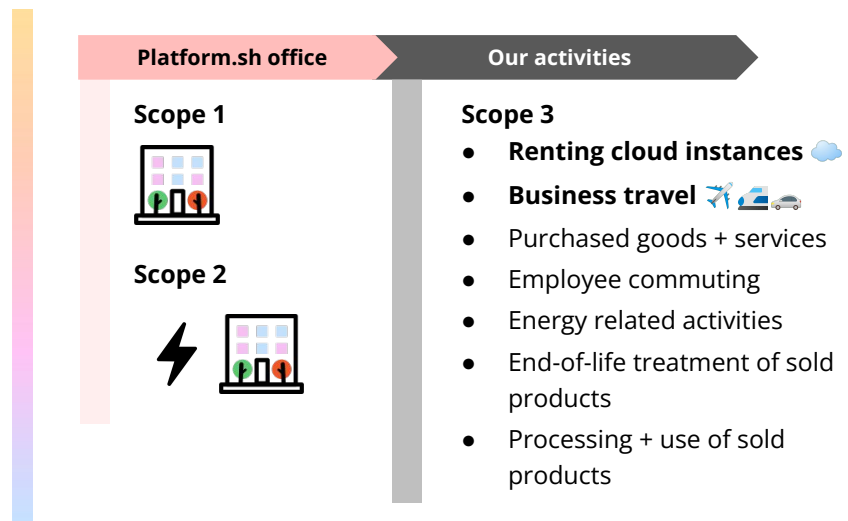 Platform.sh office
Our activities
Scope 1
Scope 2
Scope 3
● Renting cloud instances ☁️
● Business travel ✈️🚅🚗
● Purchased goods + services
● Employee commuting
● Energy related activities
● End-of-life treatment of sold
products
● Processing + use of sold
products